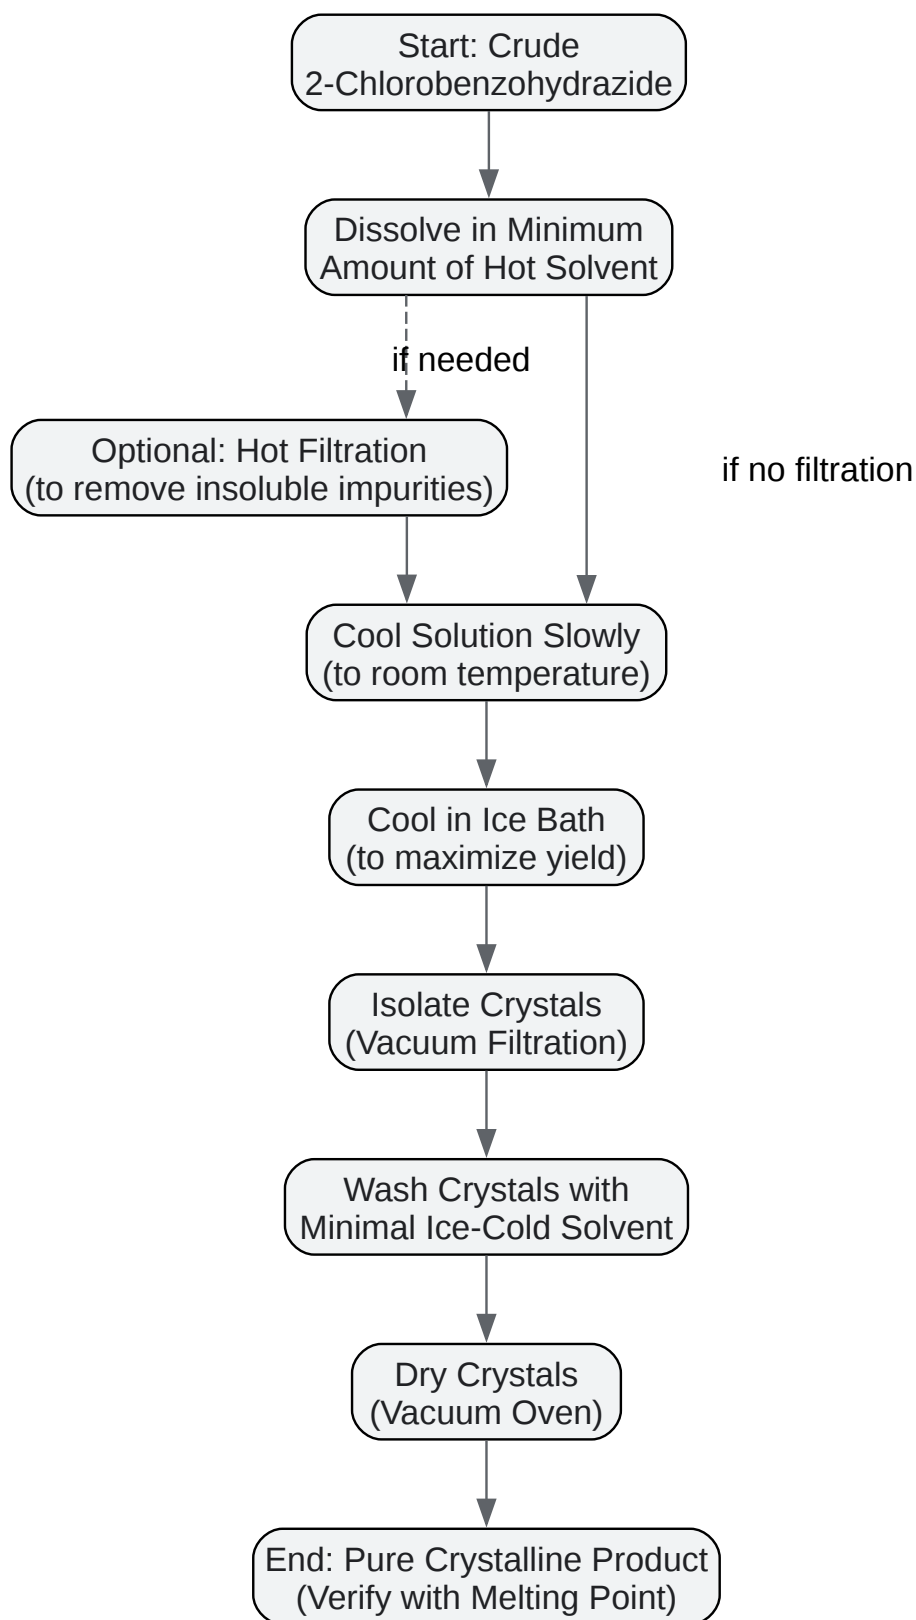 Start: Crude
2-Chlorobenzohydrazide
Dissolve in Minimum
Amount of Hot Solvent
if needed
Optional: Hot Filtration
(to remove insoluble impurities)
if no filtration
Cool Solution Slowly
(to room temperature)
Cool in Ice Bath
(to maximize yield)
Isolate Crystals
(Vacuum Filtration)
Wash Crystals with
Minimal Ice-Cold Solvent
Dry Crystals
(Vacuum Oven)
End: Pure Crystalline Product
(Verify with Melting Point)